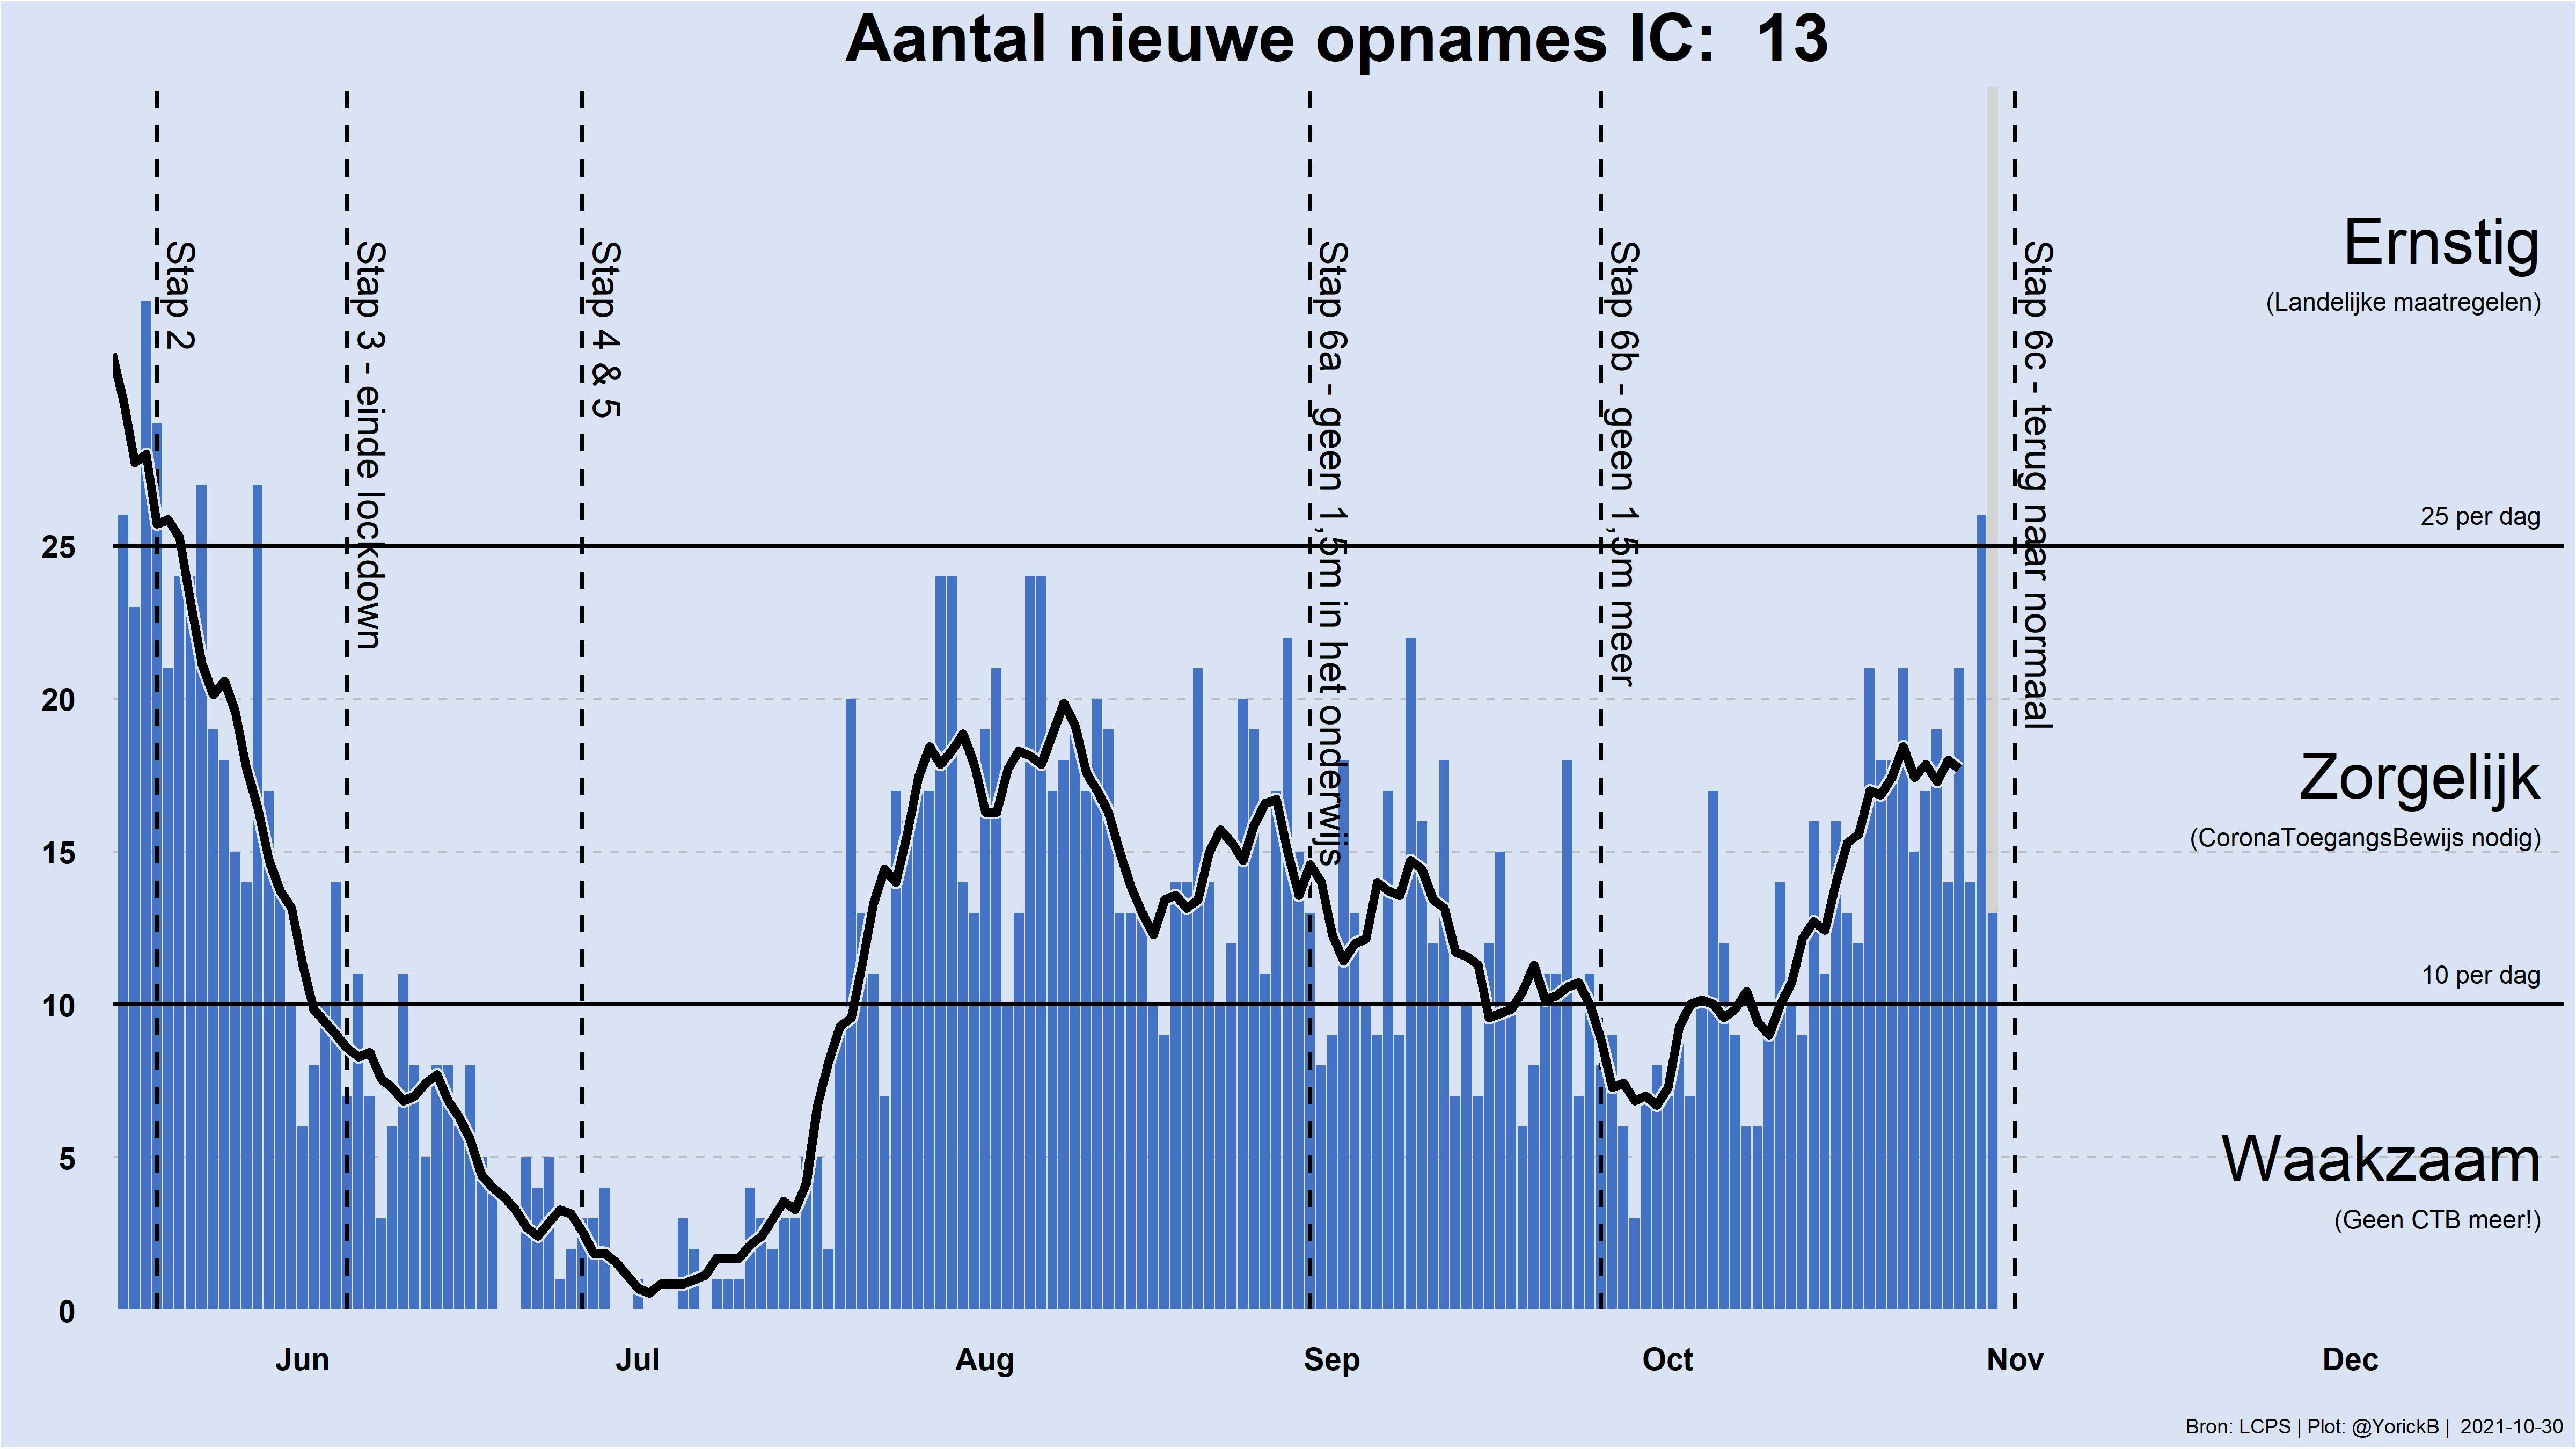 Aantal nieuwe opnames IC:  13
Stap 2
Stap 3 - einde lockdown
Stap 4 & 5
Stap 6a - geen 1,5m in het onderwijs
Stap 6b - geen 1,5m meer
Stap 6c - terug naar normaal
Ernstig
(Landelijke maatregelen)
25 per dag
25
20
Zorgelijk
(CoronaToegangsBewijs nodig)
15
10 per dag
10
Waakzaam
5
(Geen CTB meer!)
0
Jun Jul Aug Sep Oct Nov Dec
Bron: LCPS | Plot: @YorickB |  2021-10-30